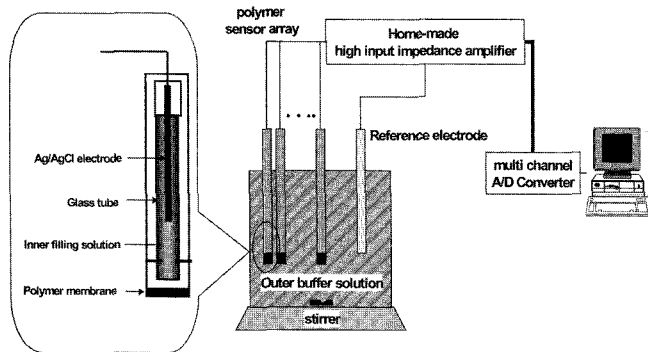 polymer
sensor array
Home-made
high input impedance amplifier
Reference electrode
multi channel
A/D Converter
Ag/AgCl electrode
Glass tube
Inner filling solution
Polymer membrane
Outer buffer solution
stirrer